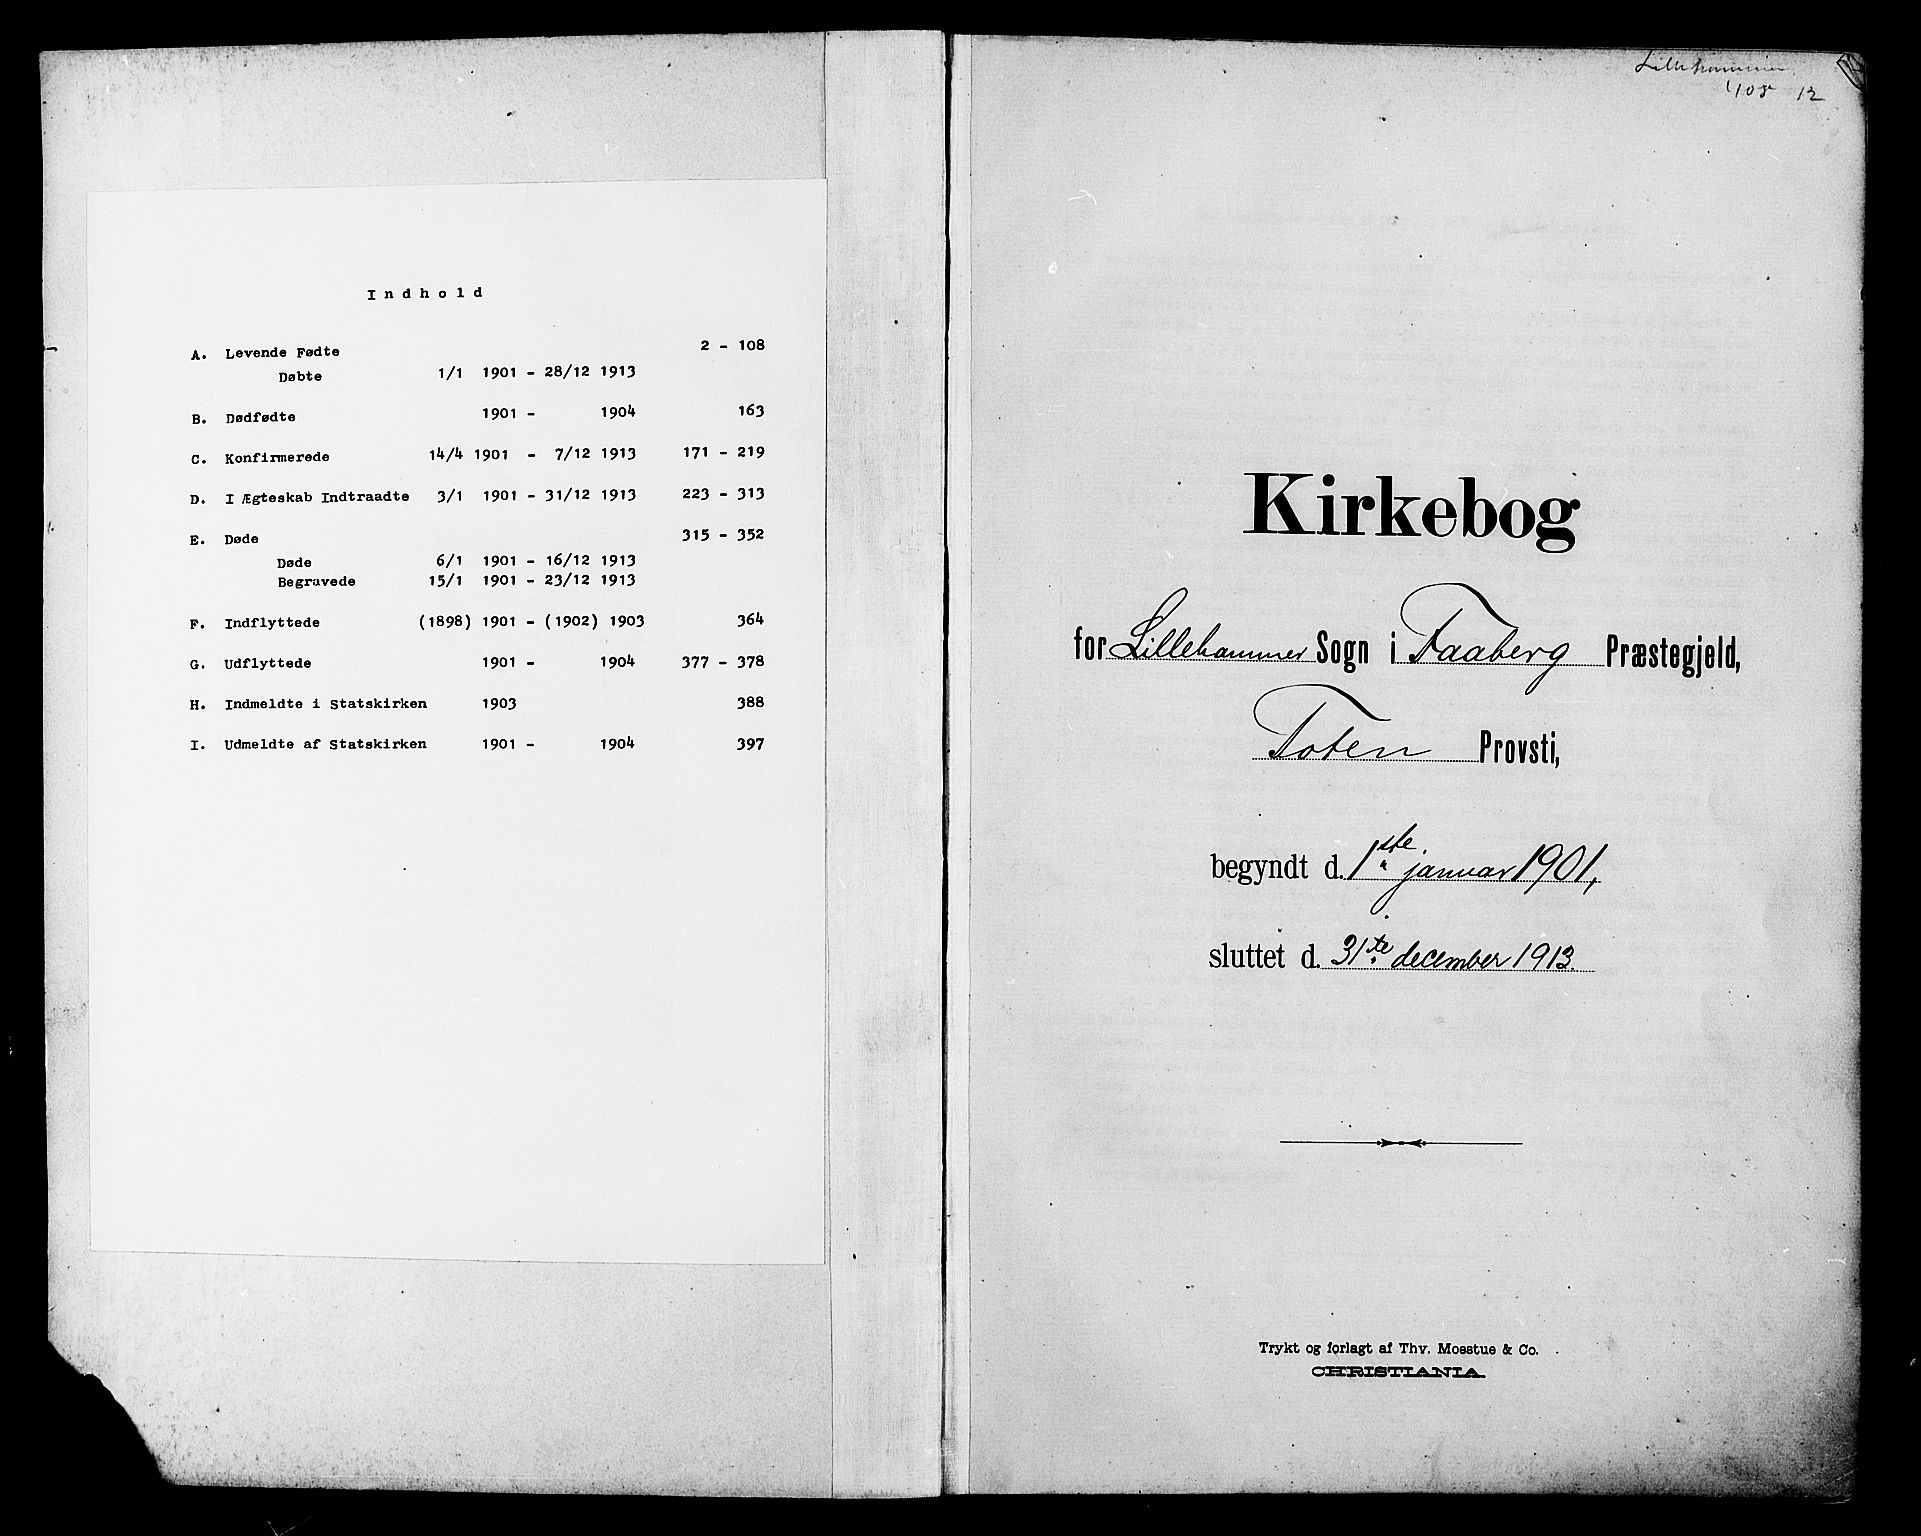 Indhold
A. Levende Fødte 2 - 108
Døbte 1/1 1901 - 28/12 1913
B. Dødfødte 1901 - 1904 163
C. Konfirmerede 14/4 1901 - 7/12 1913 171 - 219
D. I Ægteskab Indtraadte 3/1 1901 - 31/12 1913 223 - 313
E. Døde 315 - 352
Døde 6/1 1901 - 16/12 1913
Begravede 15/1 1901 - 23/12 1913
F. Indflyttede (1898) 1901 - (1902) 1903 364
G. Udflyttede 1901 - 1904 377 - 378
H. Indmeldte i Statskirken 1903 388
I. Udmeldte af Statskirken 1901 - 1904 397
Lillehammer
12
Kirkebog
for Lillehammer Sogn i Faaberg Præstegjeld,
Toten Provsti,
begyndt d. 1ste januar 1901,
sluttet d. 31te december 1913.
Trykt og forlagt af Thv. Moestue & Co.
CHRISTIANIA